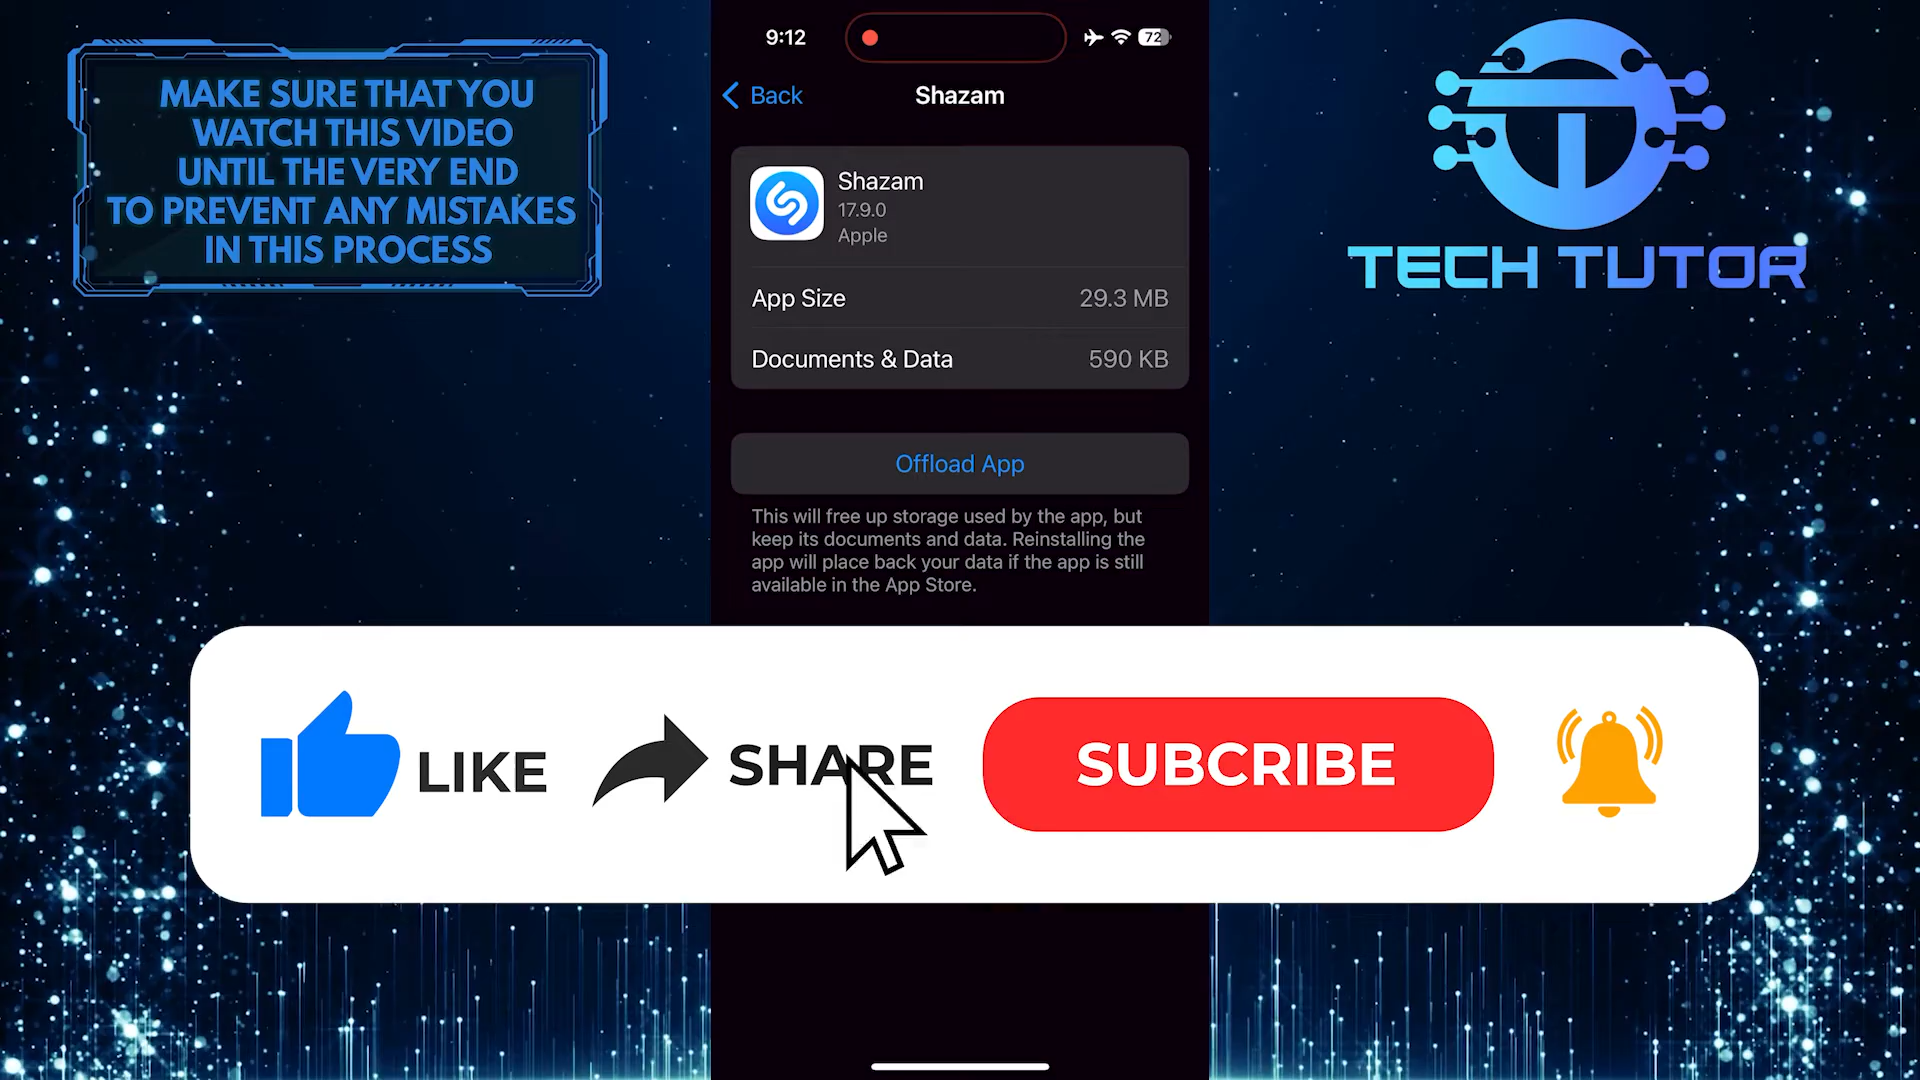 MAKE SURE THAT YOU
WATCH THIS VIDEO
UNTIL THE VERY END
TO PREVENT ANY MISTAKES
IN THIS PROCESS
9:12
72
Back
Shazam
Shazam
17.9.0
Apple
App Size
29.3 MB
Documents & Data
590 KB
Offload App
This will free up storage used by the app, but
keep its documents and data. Reinstalling the
app will place back your data if the app is still
available in the App Store.
TECH TUTOR
LIKE
SHARE
SUBCRIBE